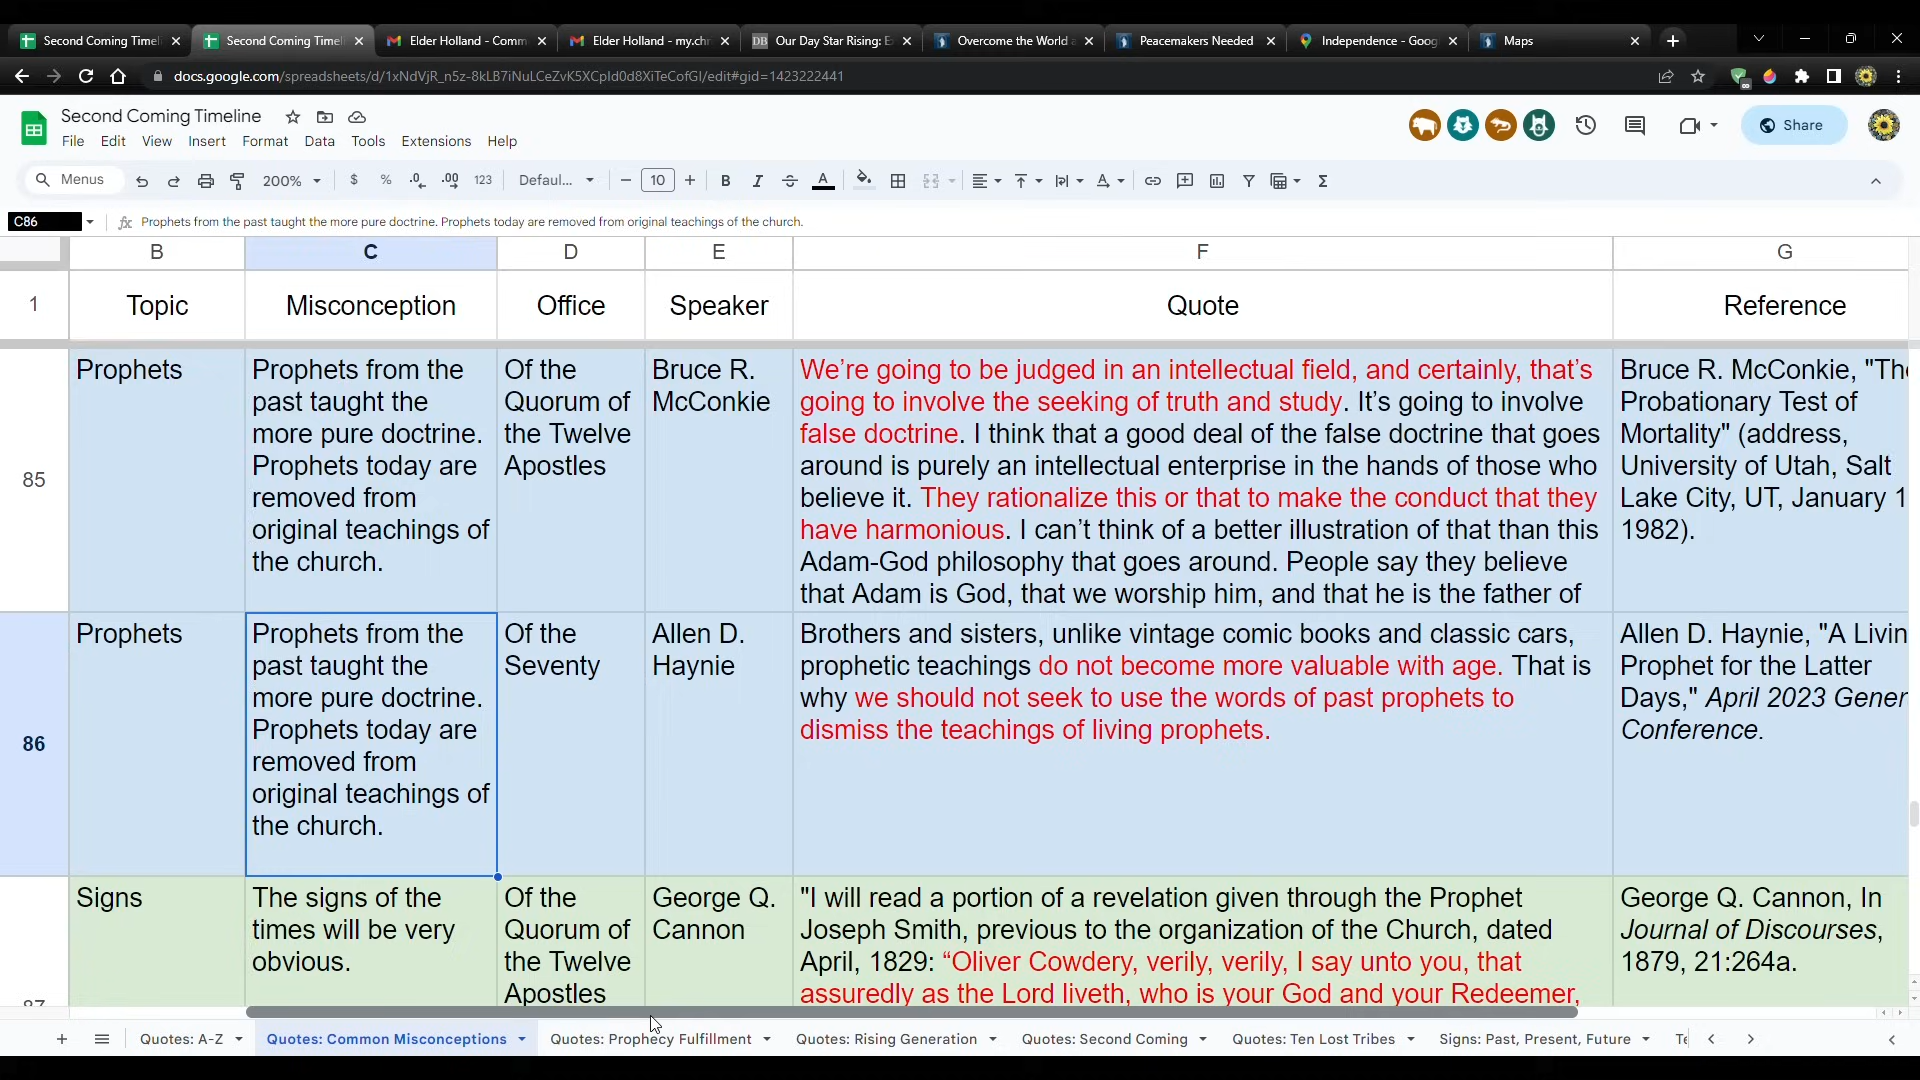 Second Coming Timel
Second Coming Timel
Elder Holland - Comm
Elder Holland - my.chr
DB Our Day Star Rising: E
Overcome the World a
Peacemakers Needed
Independence - Goog
Maps
docs.google.com/spreadsheets/d/1xNdVjR_n5z-8kLB7iNuLCeZvK5XCpId0d8XiTeCofGI/edit#gid=1423222441
Second Coming Timeline
File Edit View Insert Format Data Tools Extensions Help
Share
Menus
200%
$ % .0 .00 123
Defaul...
− 10 +
B I A
C86
fx Prophets from the past taught the more pure doctrine. Prophets today are removed from original teachings of the church.
B C D E F G
1 Topic Misconception Office Speaker Quote Reference
85
Prophets
Prophets from the
past taught the
more pure doctrine.
Prophets today are
removed from
original teachings of
the church.
Of the
Quorum of
the Twelve
Apostles
Bruce R.
McConkie
We’re going to be judged in an intellectual field, and certainly, that’s
going to involve the seeking of truth and study. It’s going to involve
false doctrine. I think that a good deal of the false doctrine that goes
around is purely an intellectual enterprise in the hands of those who
believe it. They rationalize this or that to make the conduct that they
have harmonious. I can’t think of a better illustration of that than this
Adam-God philosophy that goes around. People say they believe
that Adam is God, that we worship him, and that he is the father of
Bruce R. McConkie, "The
Probationary Test of
Mortality" (address,
University of Utah, Salt
Lake City, UT, January 1
1982).
86
Prophets
Prophets from the
past taught the
more pure doctrine.
Prophets today are
removed from
original teachings of
the church.
Of the
Seventy
Allen D.
Haynie
Brothers and sisters, unlike vintage comic books and classic cars,
prophetic teachings do not become more valuable with age. That is
why we should not seek to use the words of past prophets to
dismiss the teachings of living prophets.
Allen D. Haynie, "A Livin
Prophet for the Latter
Days," April 2023 Gener
Conference.
87
Signs
The signs of the
times will be very
obvious.
Of the
Quorum of
the Twelve
Apostles
George Q.
Cannon
"I will read a portion of a revelation given through the Prophet
Joseph Smith, previous to the organization of the Church, dated
April, 1829: “Oliver Cowdery, verily, verily, I say unto you, that
assuredly as the Lord liveth, who is your God and your Redeemer,
George Q. Cannon, In
Journal of Discourses,
1879, 21:264a.
Quotes: A-Z
Quotes: Common Misconceptions
Quotes: Prophecy Fulfillment
Quotes: Rising Generation
Quotes: Second Coming
Quotes: Ten Lost Tribes
Signs: Past, Present, Future
Te